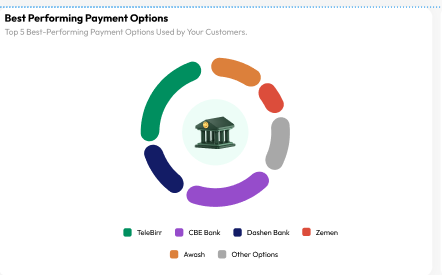 Best Performing Payment Options
Top 5 Best-Performing Payment Options Used by Your Customers.
TeleBirr CBE Bank Dashen Bank Zemen
Awash Other Options